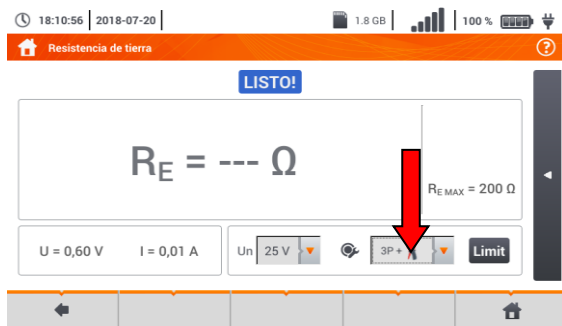 18:10:56 2018-07-20 1.8 GB 100 %
Resistencia de tierra ?
LISTO!
RE = --- Ω
RE MAX = 200 Ω
U = 0,60 V I = 0,01 A Un 25 V 3P + Limit